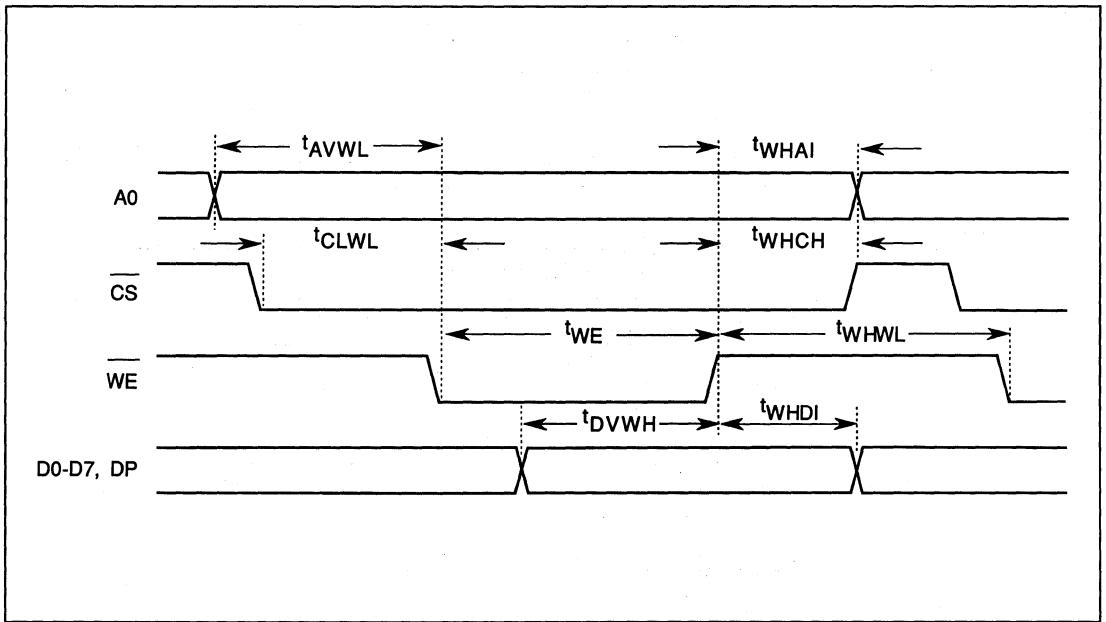 tAVWL tWHAI
A0
tCLWL tWHCH
CS
tWE tWHWL
WE
tDVWH tWHDI
D0-D7, DP